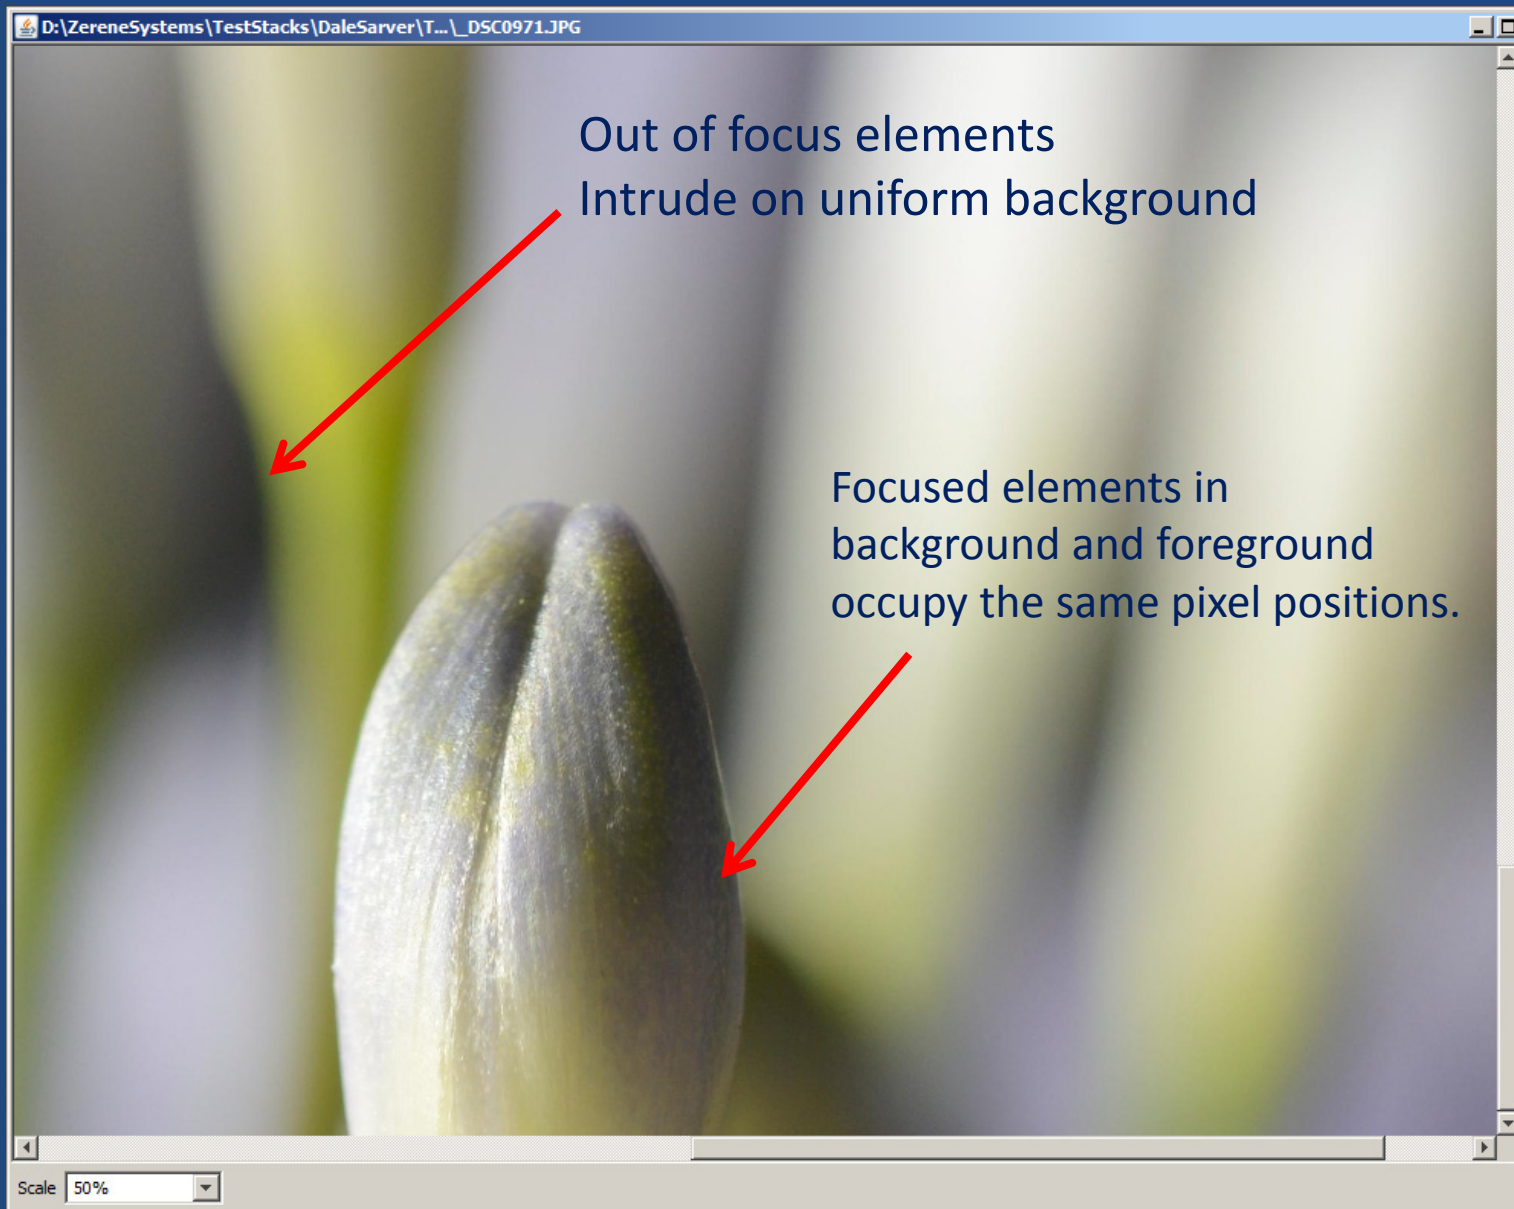 D:\ZereneSystems\TestStacks\DaleSarver\T...\_DSC0971.JPG
Out of focus elements
Intrude on uniform background
Focused elements in
background and foreground
occupy the same pixel positions.
Scale 50%